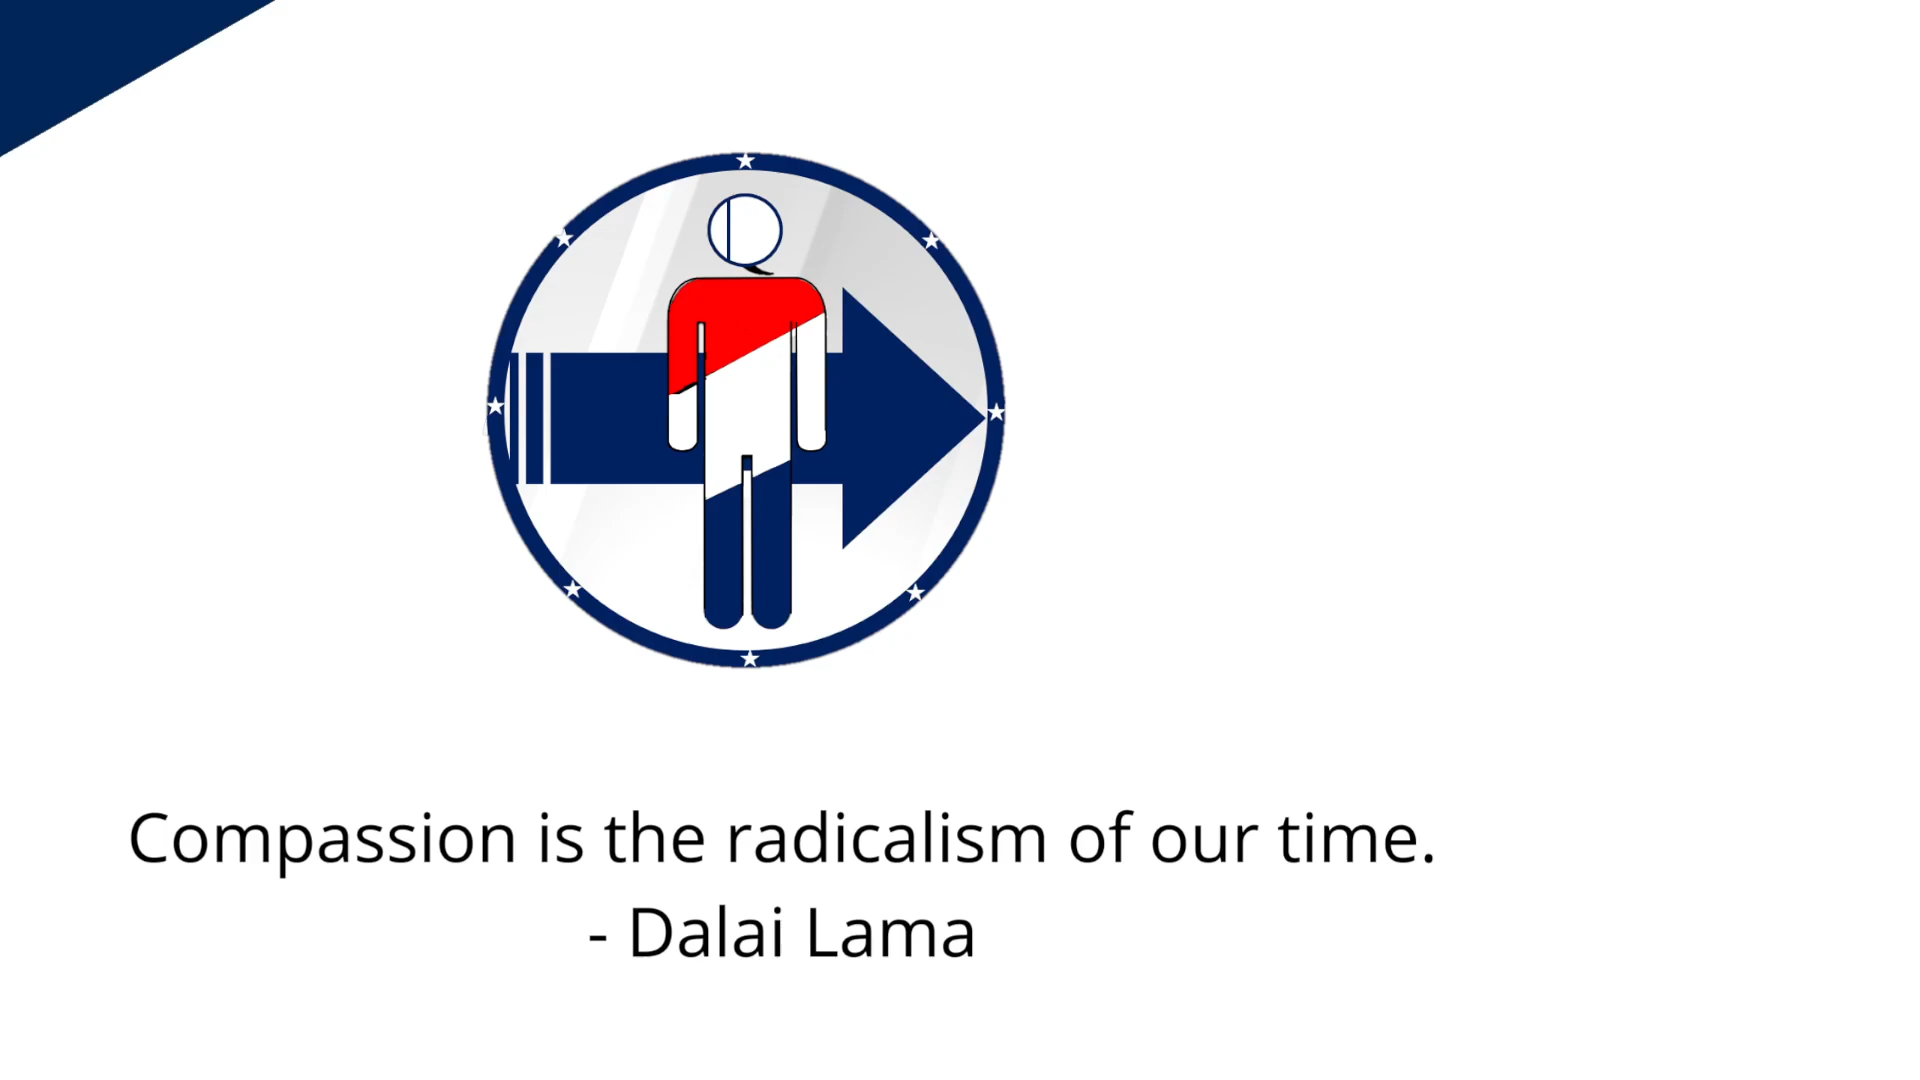 Compassion is the radicalism of our time.
- Dalai Lama